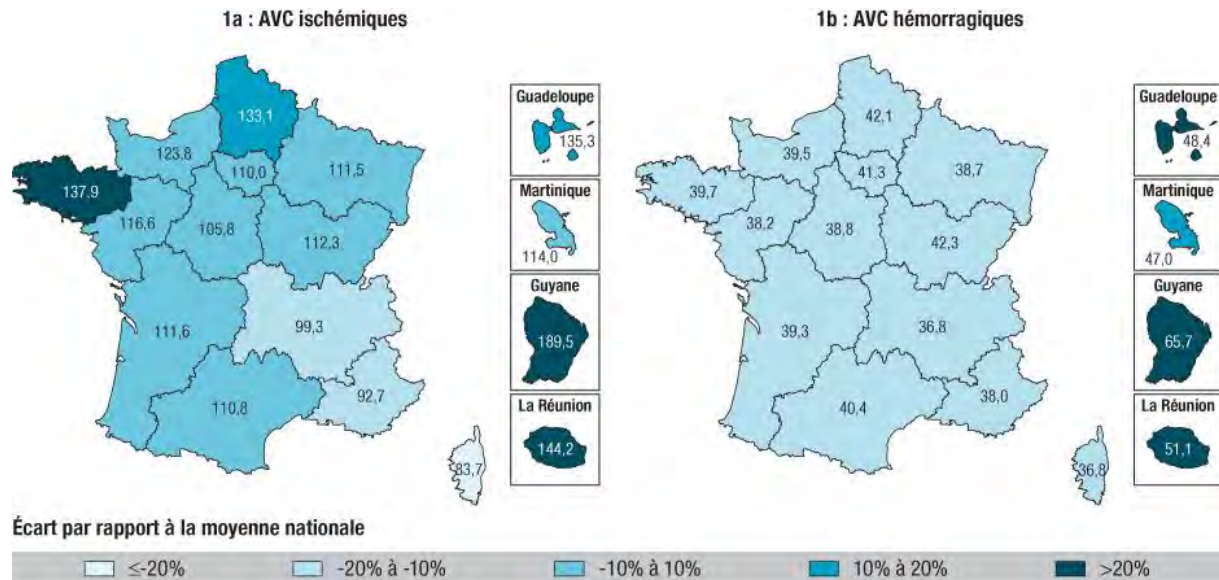 1a : AVC ischémiques
133,1
123,8
110,0
111,5
137,9
116,6
105,8
112,3
111,6
99,3
110,8
92,7
83,7
Guadeloupe
135,3
Martinique
114,0
Guyane
189,5
La Réunion
144,2
1b : AVC hémorragiques
42,1
39,5
41,3
38,7
39,7
38,2
38,8
42,3
39,3
36,8
40,4
38,0
36,8
Guadeloupe
48,4
Martinique
47,0
Guyane
65,7
La Réunion
51,1
Écart par rapport à la moyenne nationale
≤-20% -20% à -10% -10% à 10% 10% à 20% >20%